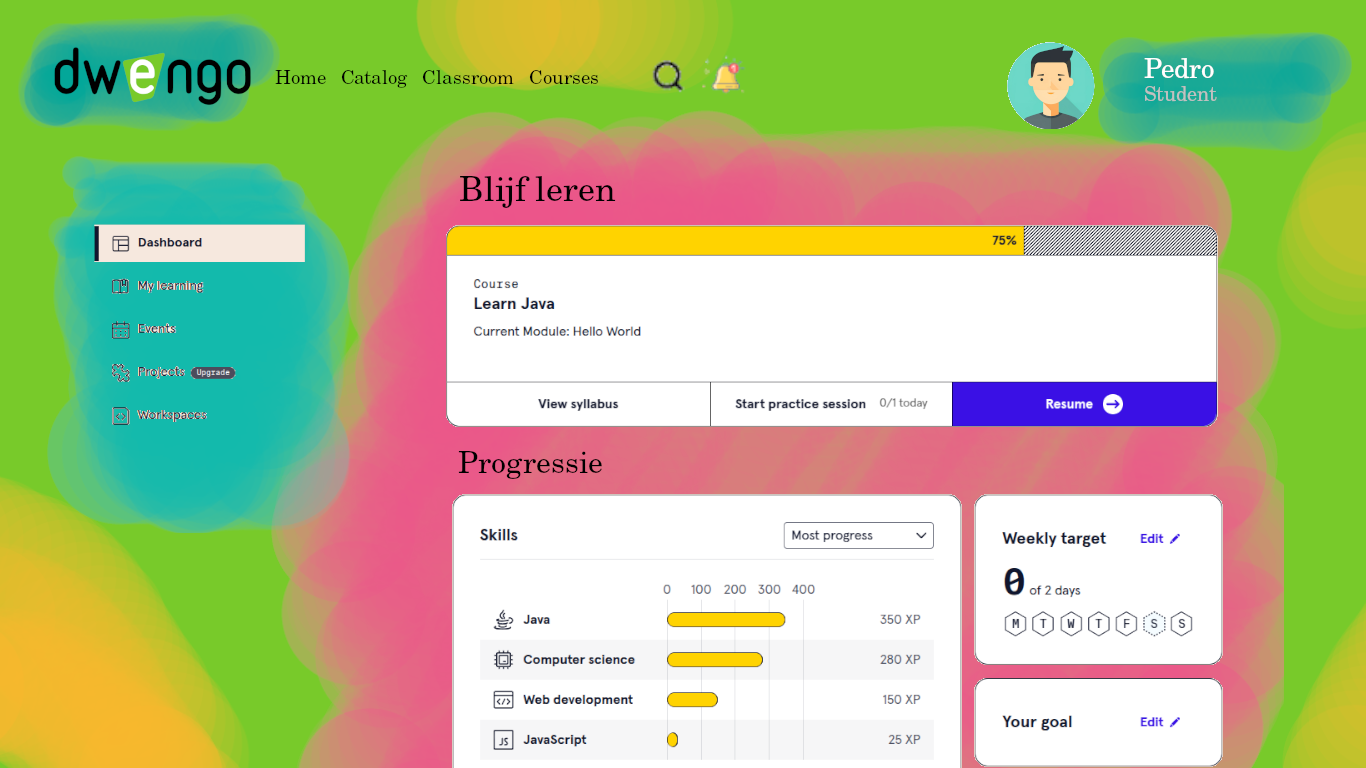 dwengo
Home Catalog Classroom Courses
Pedro
Student
Dashboard
My learning
Events
Projects Upgrade
Workspaces
Blijf leren
75%
Course
Learn Java
Current Module: Hello World
View syllabus
Start practice session 0/1 today
Resume
Progressie
Skills
Most progress
0 100 200 300 400
Java 350 XP
Computer science 280 XP
Web development 150 XP
JS JavaScript 25 XP
Weekly target Edit
0 of 2 days
M T W T F S S
Your goal Edit